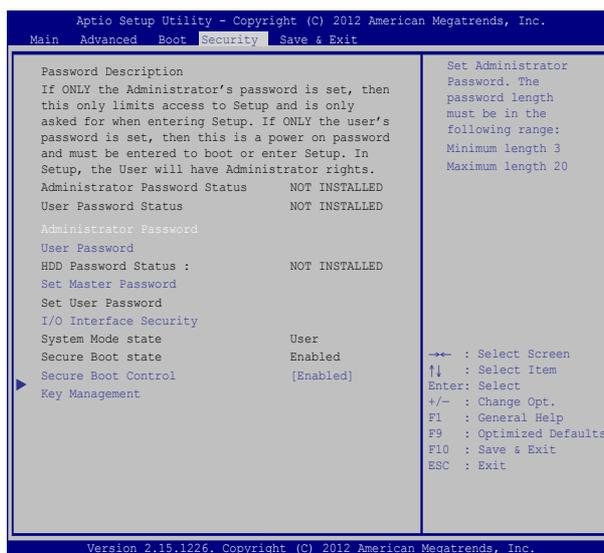 Aptio Setup Utility - Copyright (C) 2012 American Megatrends, Inc.
Main Advanced Boot Security Save & Exit
Password Description
If ONLY the Administrator's password is set, then
this only limits access to Setup and is only
asked for when entering Setup. If ONLY the user's
password is set, then this is a power on password
and must be entered to boot or enter Setup. In
Setup, the User will have Administrator rights.
Administrator Password Status NOT INSTALLED
User Password Status NOT INSTALLED
Administrator Password
User Password
HDD Password Status : NOT INSTALLED
Set Master Password
Set User Password
I/O Interface Security
System Mode state User
Secure Boot state Enabled
Secure Boot Control [Enabled]
Key Management
Set Administrator
Password. The
password length
must be in the
following range:
Minimum length 3
Maximum length 20
→← : Select Screen
↑↓ : Select Item
Enter: Select
+/— : Change Opt.
F1 : General Help
F9 : Optimized Defaults
F10 : Save & Exit
ESC : Exit
Version 2.15.1226. Copyright (C) 2012 American Megatrends, Inc.